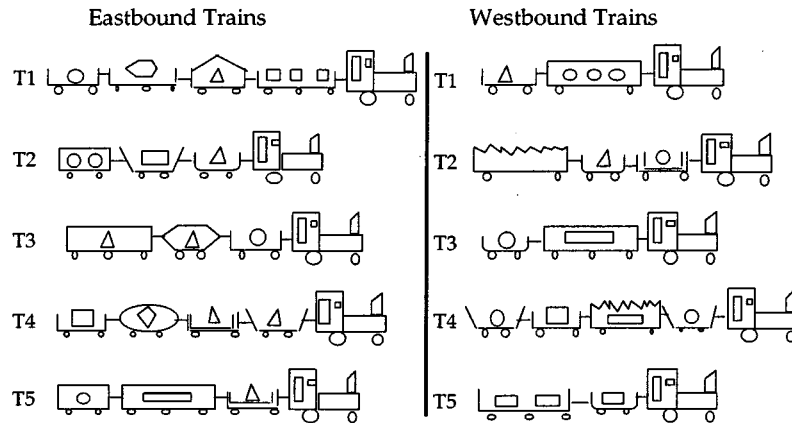 Eastbound Trains
Westbound Trains
T1
T2
T3
T4
T5
T1
T2
T3
T4
T5